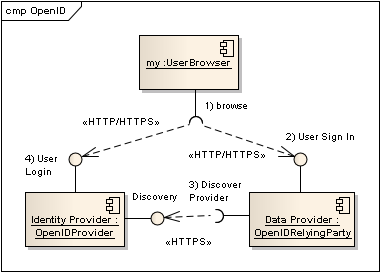 cmp OpenID
my :UserBrowser
1) browse
«HTTP/HTTPS»
2) User Sign In
4) User
Login
«HTTP/HTTPS»
3) Discover
Provider
Discovery
Identity Provider :
OpenIDProvider
Data Provider :
OpenIDRelyingParty
«HTTPS»